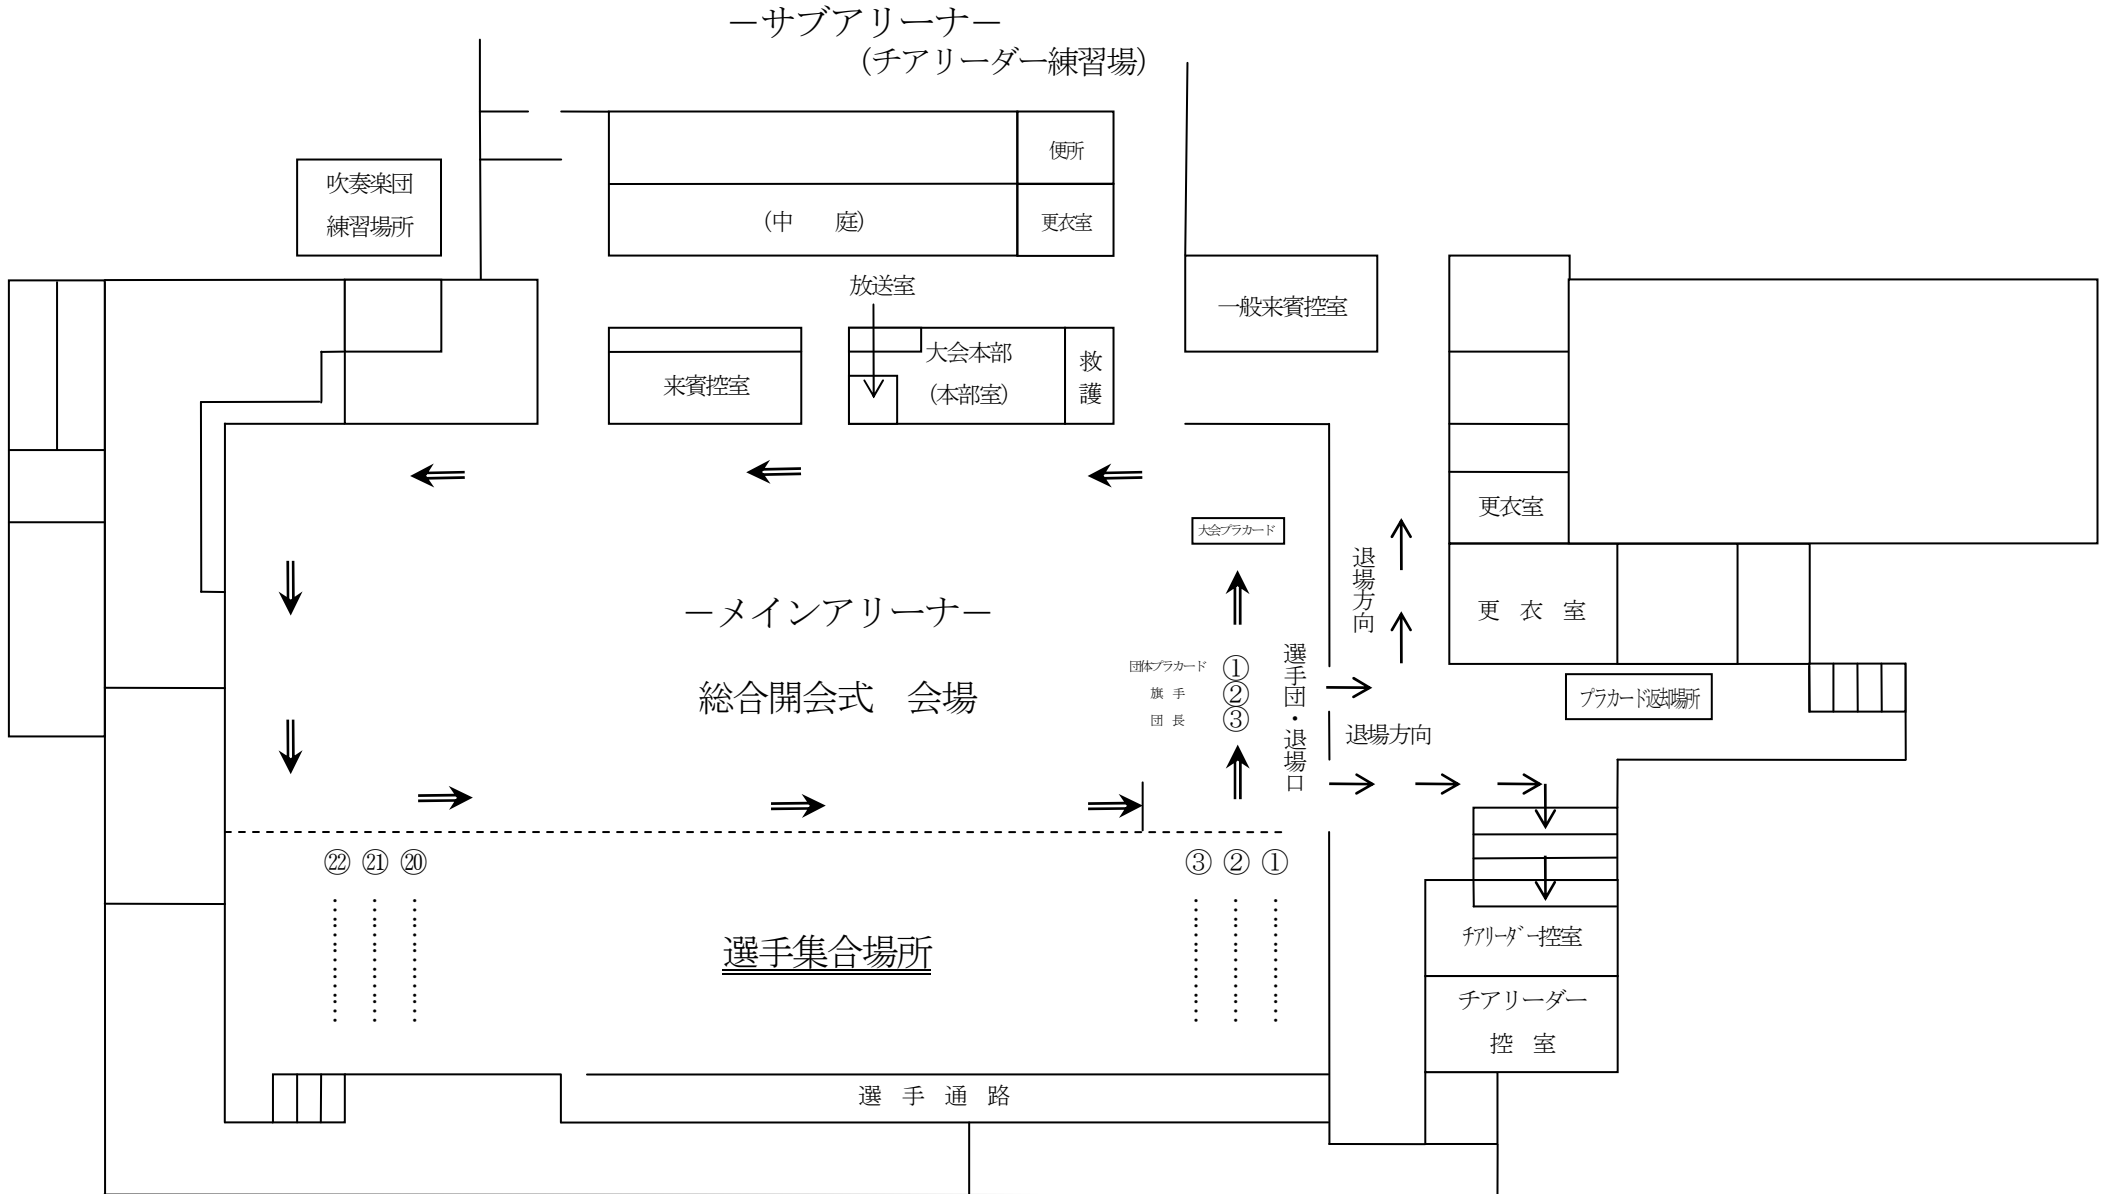 －サブアリーナ－
（チアリーダー練習場）
便所
吹奏楽団
練習場所
（中　　庭）
更衣室
放送室
一般来賓控室
大会本部
（本部室）
救
護
来賓控室
更衣室
大会プラカード
退場方向
－メインアリーナ－
更　衣　室
団体プラカード ①
旗　手 ②
団　長 ③
選手団・退場口
総合開会式　会場
プラカード返却場所
退場方向
㉒ ㉑ ⑳
③ ② ①
選手集合場所
ﾁｱﾘｰﾀﾞｰ控室
チアリーダー
控　室
選　手　通　路